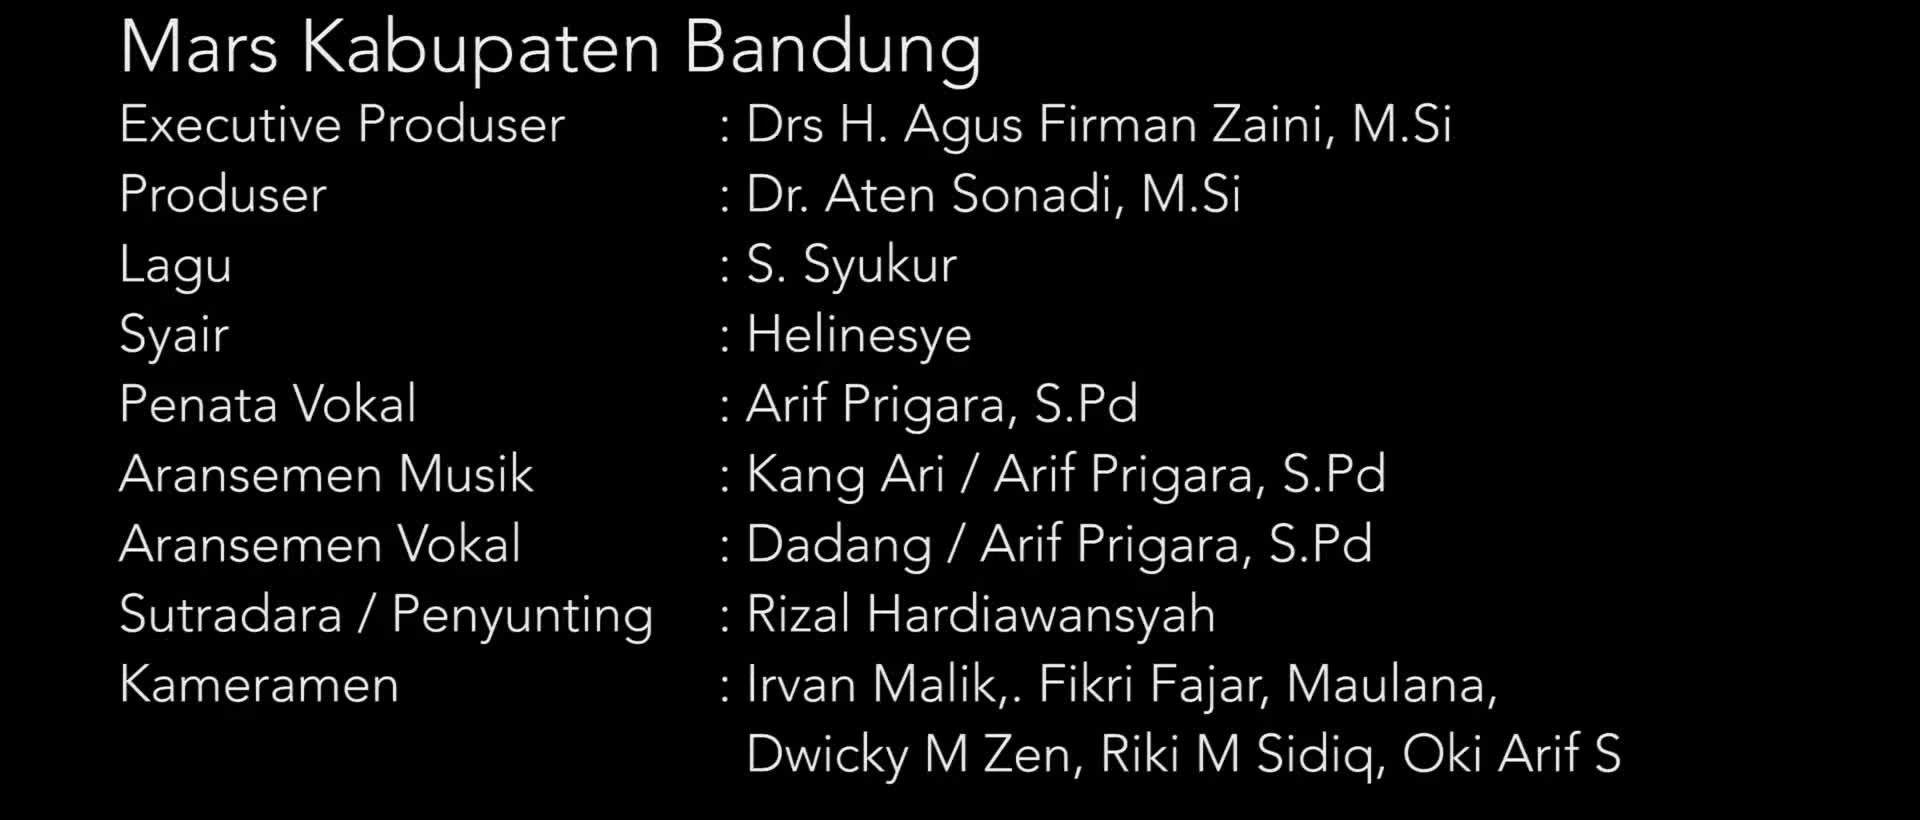 Mars Kabupaten Bandung
Executive Produser : Drs H. Agus Firman Zaini, M.Si
Produser : Dr. Aten Sonadi, M.Si
Lagu : S. Syukur
Syair : Helinesye
Penata Vokal : Arif Prigara, S.Pd
Aransemen Musik : Kang Ari / Arif Prigara, S.Pd
Aransemen Vokal : Dadang / Arif Prigara, S.Pd
Sutradara / Penyunting : Rizal Hardiawansyah
Kameramen : Irvan Malik,. Fikri Fajar, Maulana,
Dwicky M Zen, Riki M Sidiq, Oki Arif S